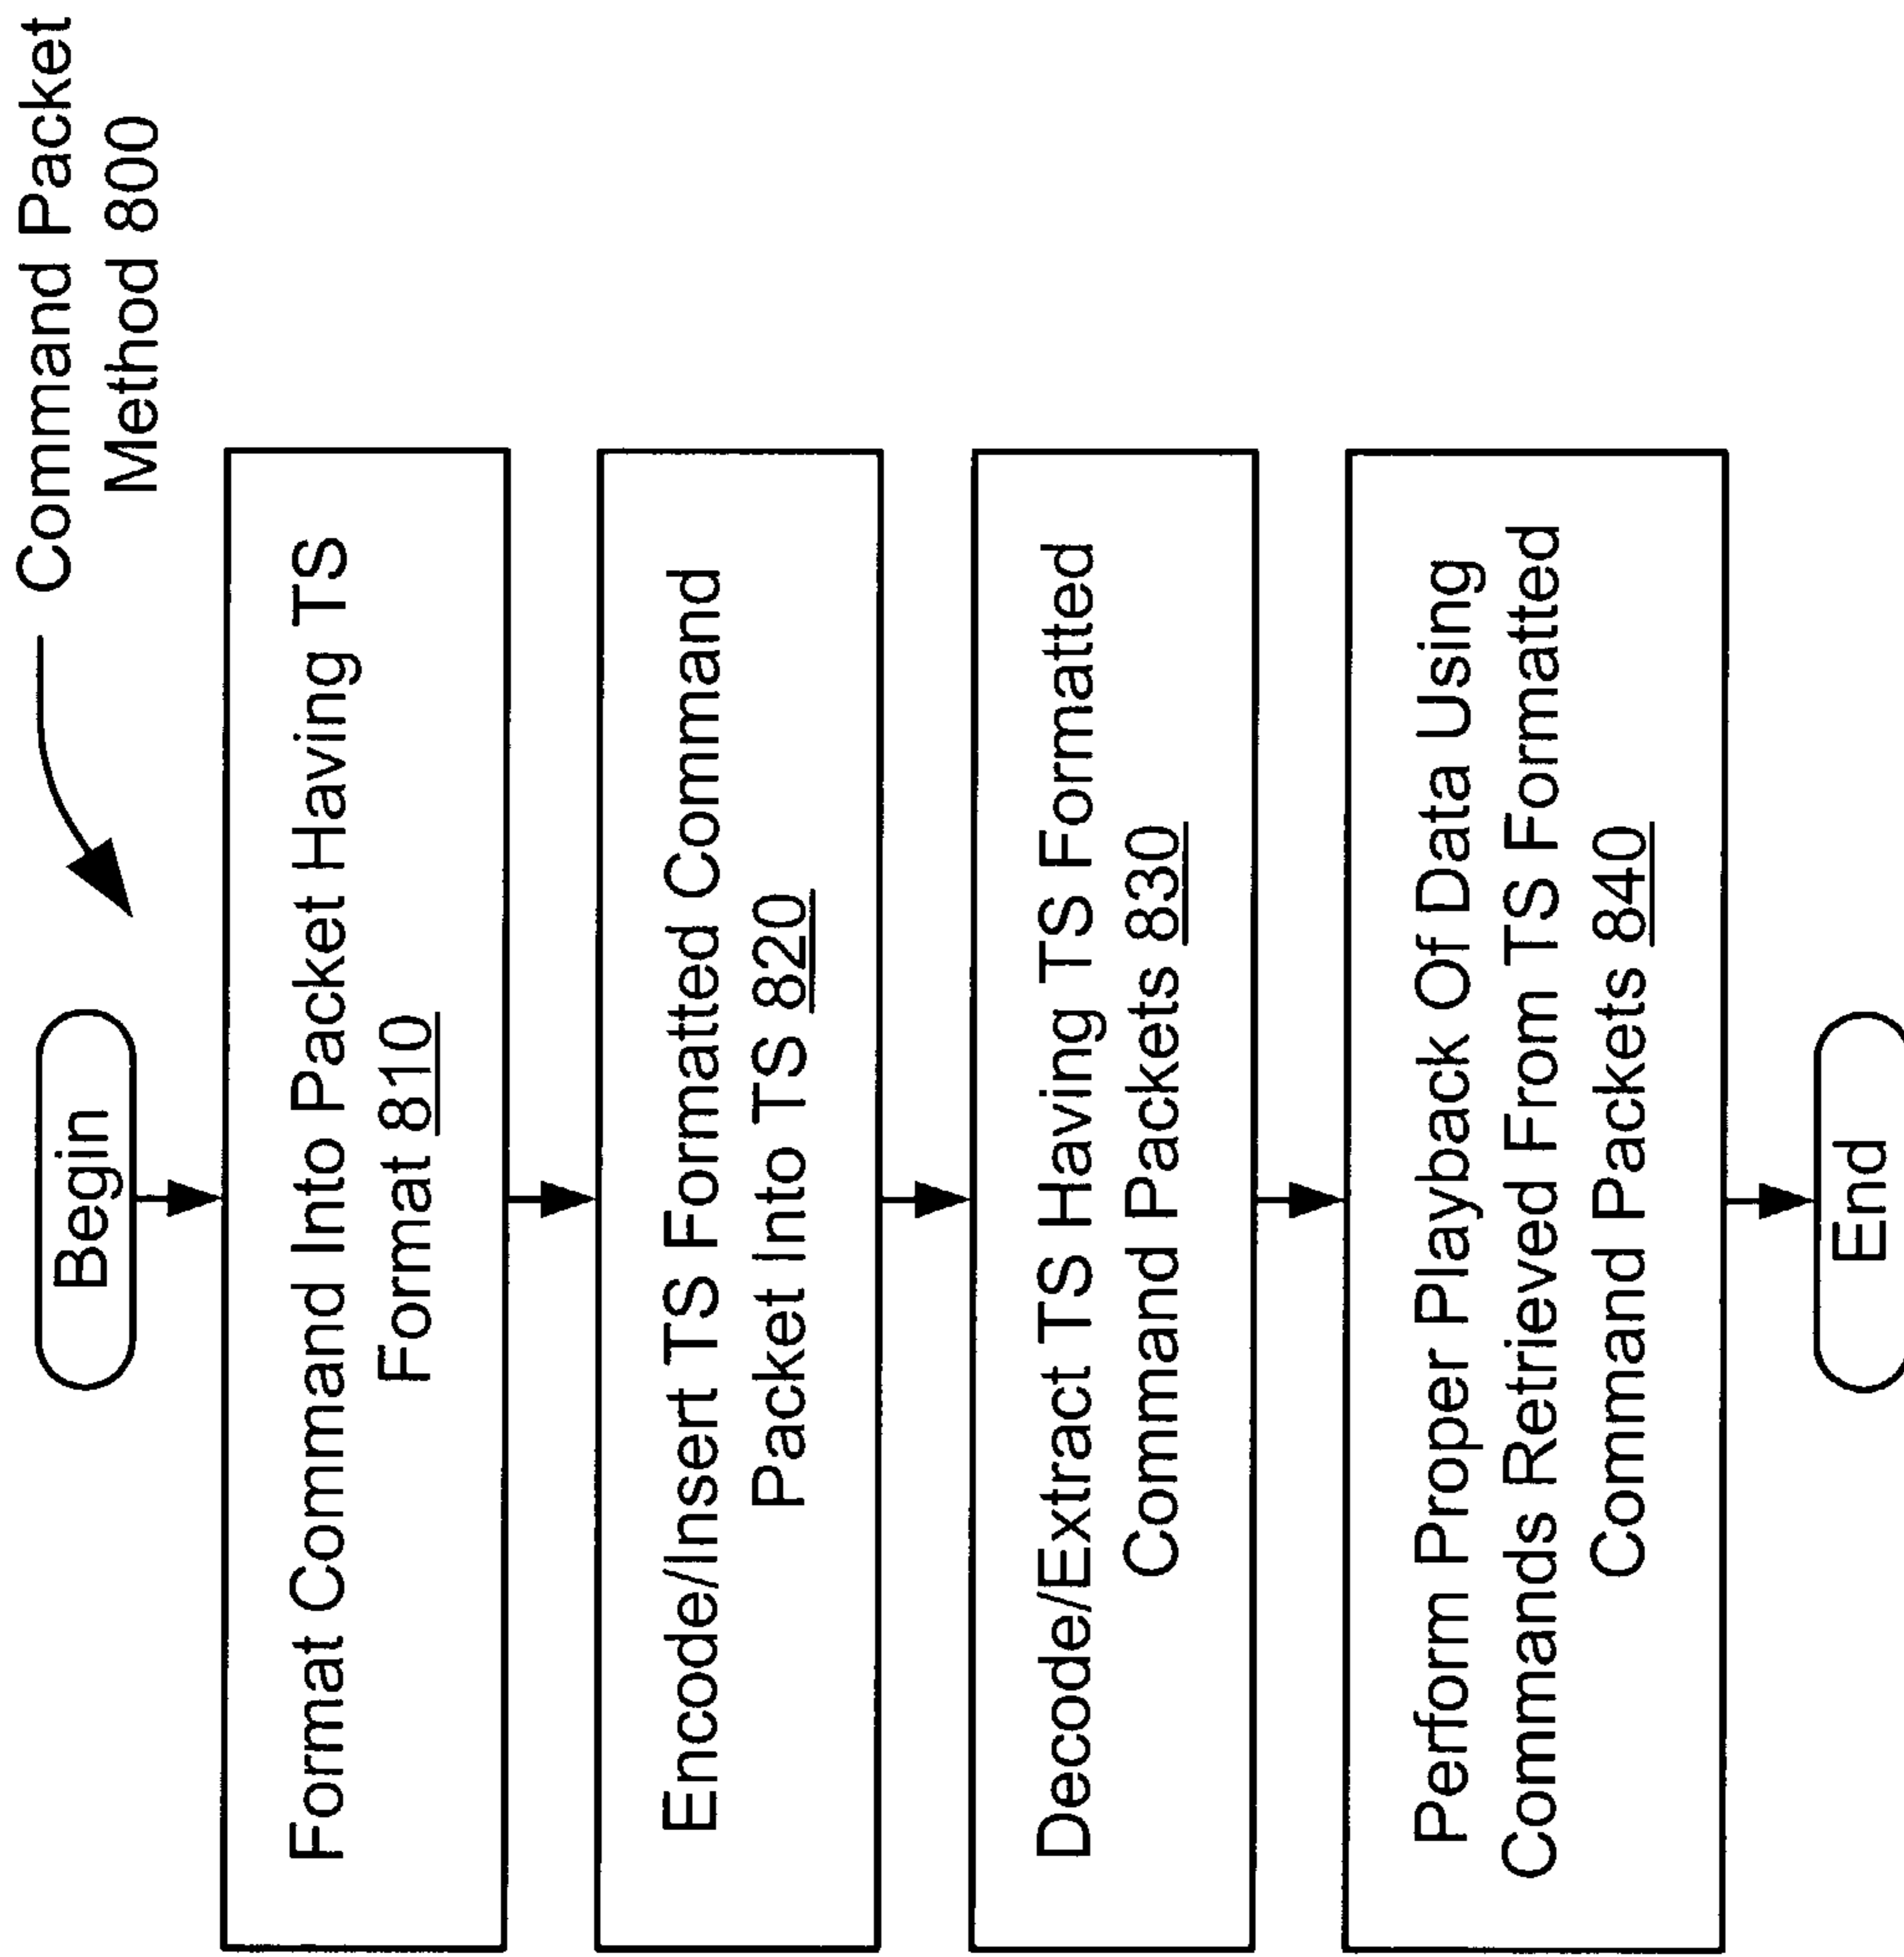 Command Packet
Method 800
Begin
Format Command Into Packet Having TS
Format 810
Encode/Insert TS Formatted Command
Packet Into TS 820
Decode/Extract TS Having TS Formatted
Command Packets 830
Perform Proper Playback Of Data Using
Commands Retrieved From TS Formatted
Command Packets 840
End